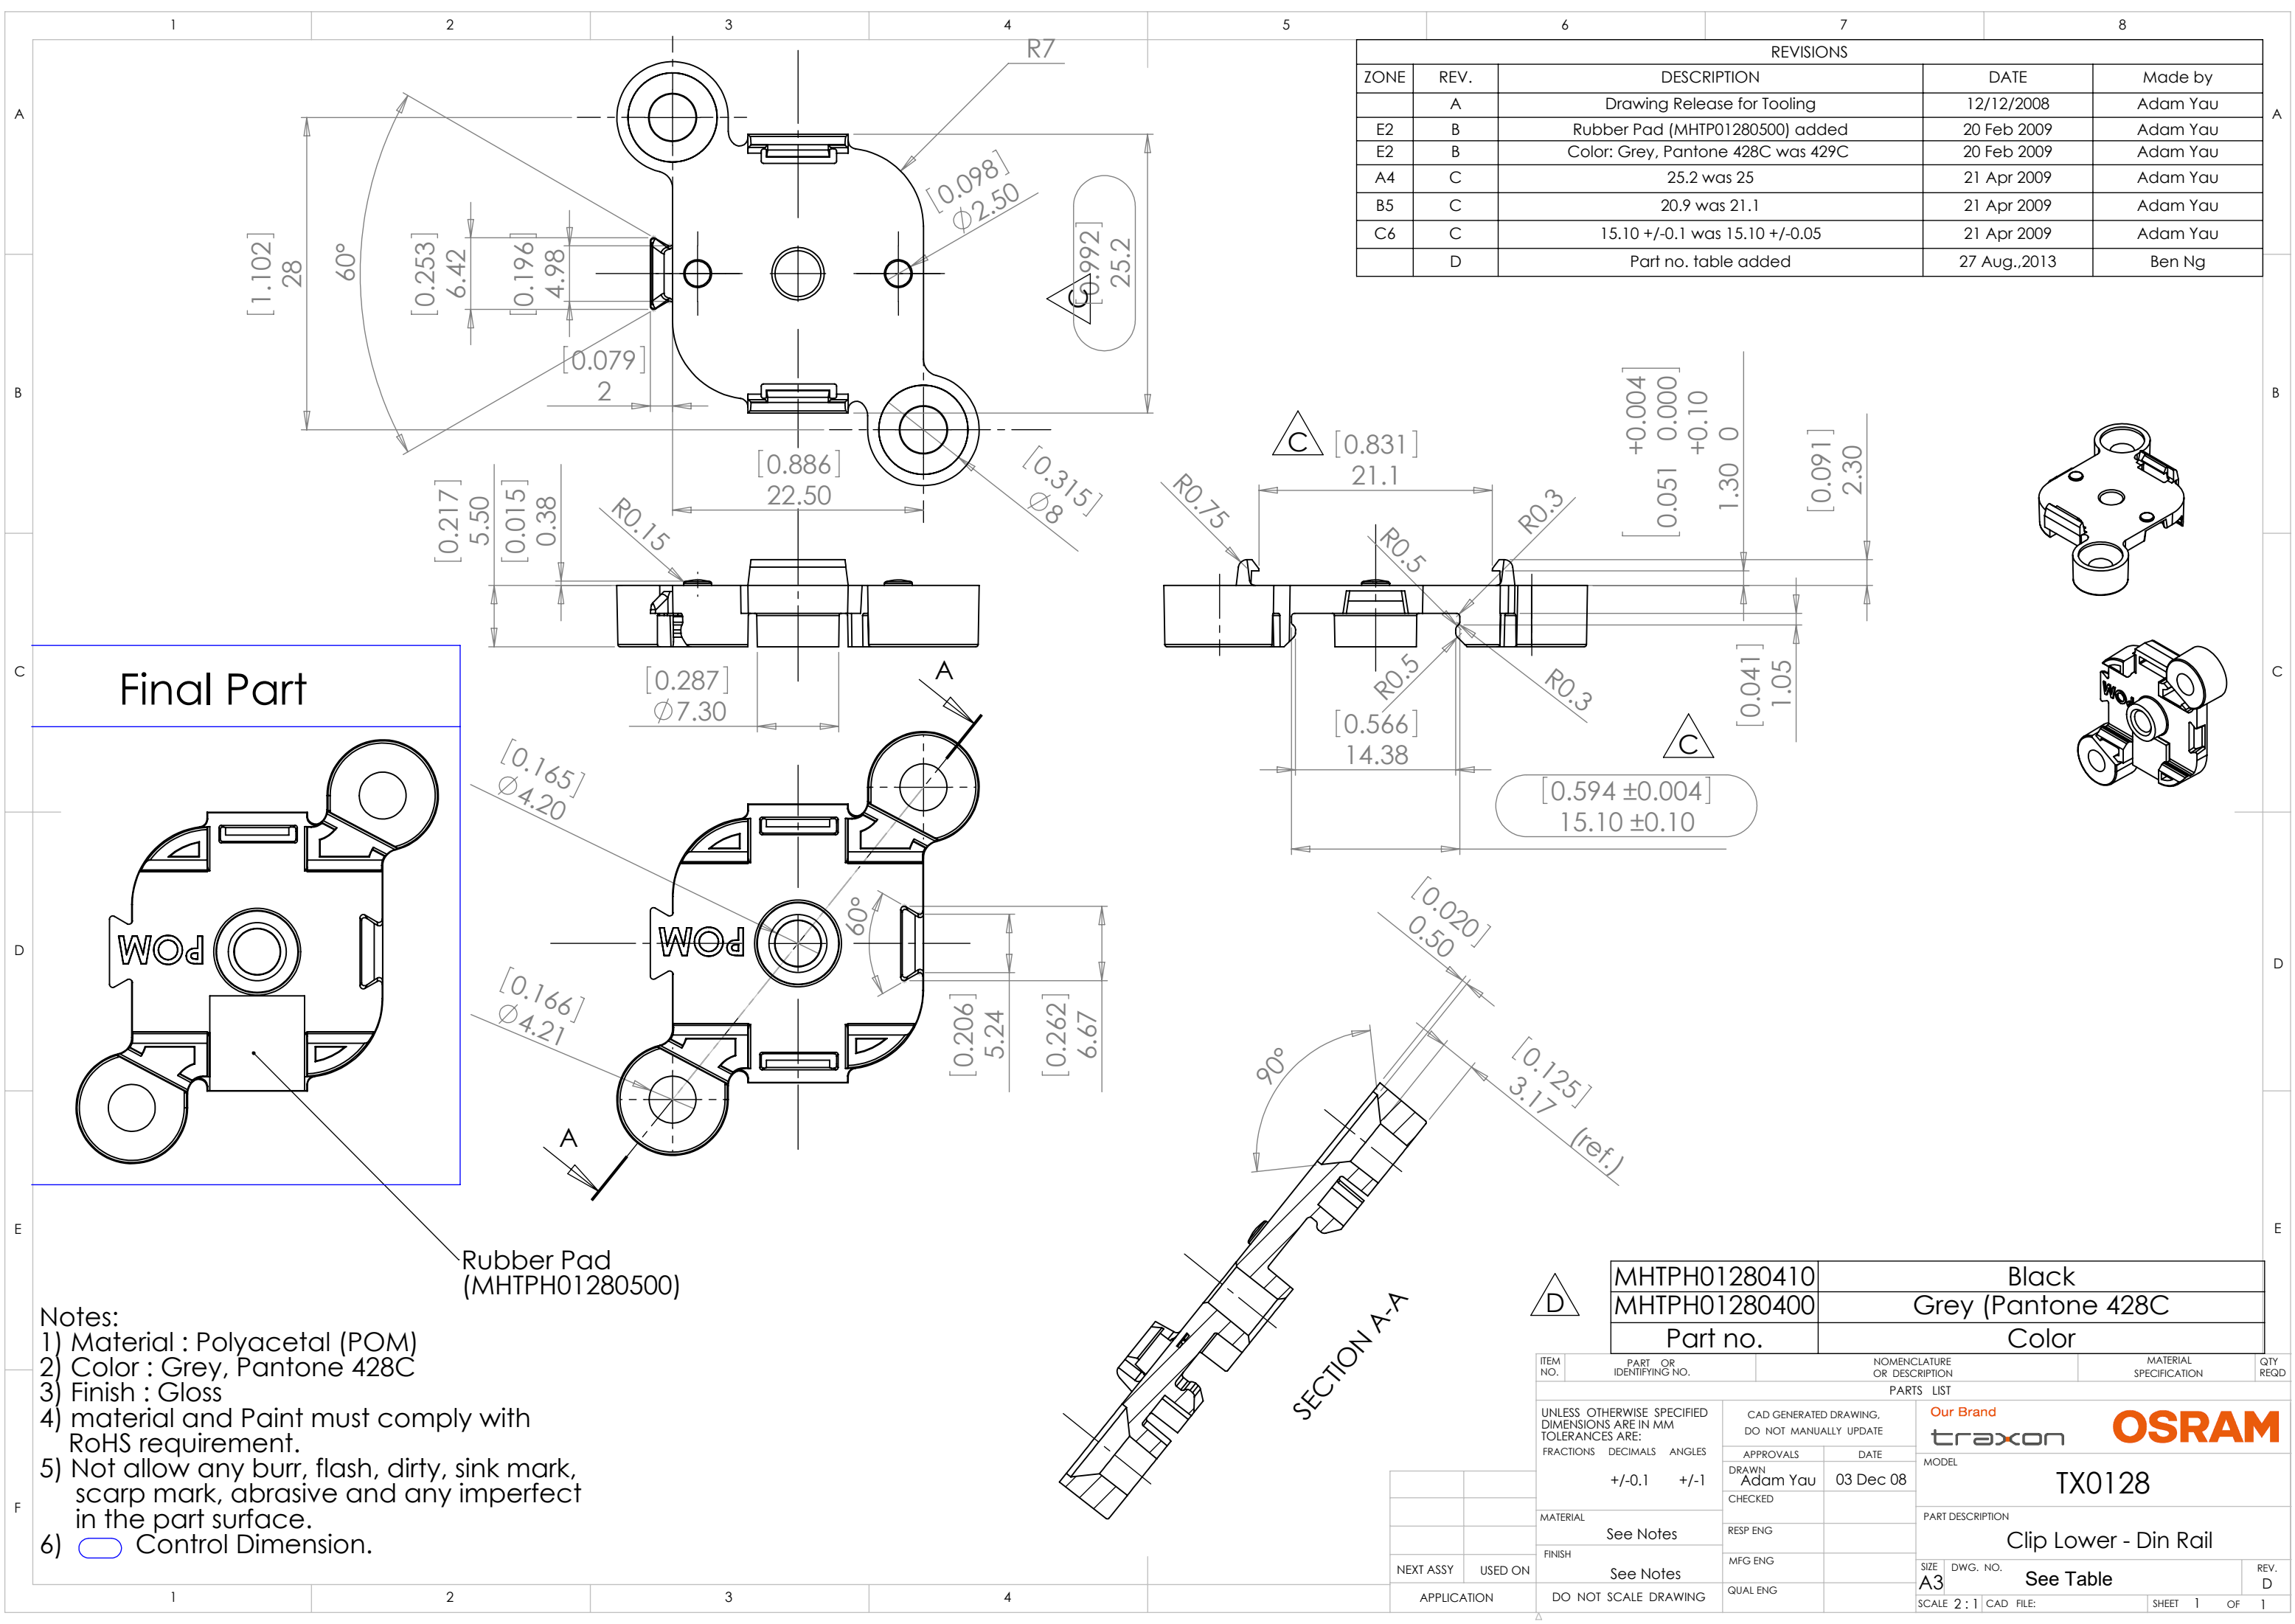 1 2 3 4 5 6 7 8
A
B
C
D
E
F
A
B
C
D
E
REVISIONS
ZONE REV. DESCRIPTION DATE Made by
A Drawing Release for Tooling 12/12/2008 Adam Yau
E2 B Rubber Pad (MHTP01280500) added 20 Feb 2009 Adam Yau
E2 B Color: Grey, Pantone 428C was 429C 20 Feb 2009 Adam Yau
A4 C 25.2 was 25 21 Apr 2009 Adam Yau
B5 C 20.9 was 21.1 21 Apr 2009 Adam Yau
C6 C 15.10 +/-0.1 was 15.10 +/-0.05 21 Apr 2009 Adam Yau
D Part no. table added 27 Aug.,2013 Ben Ng
R7
[1.102]
28
60°
[0.253]
6.42
[0.196]
4.98
[0.079]
2
[0.098]
∅2.50
[0.992]
25.2
C
[0.886]
22.50
[0.315]
∅8
[0.217]
5.50
[0.015]
0.38
R0.15
[0.287]
∅7.30
C
[0.831]
21.1
R0.75
R0.5
R0.3
[0.051 +0.004 0.000]
1.30 +0.10 0
[0.091]
2.30
R0.5
R0.3
[0.041]
1.05
[0.566]
14.38
C
[0.594 ±0.004]
15.10 ±0.10
Final Part
POM
Rubber Pad
(MHTPH01280500)
[0.165]
∅4.20
[0.166]
∅4.21
A
A
POM
60°
[0.206]
5.24
[0.262]
6.67
POM
[0.020]
0.50
90°
[0.125]
3.17 (ref.)
SECTION A-A
Notes:
1) Material : Polyacetal (POM)
2) Color : Grey, Pantone 428C
3) Finish : Gloss
4) material and Paint must comply with
RoHS requirement.
5) Not allow any burr, flash, dirty, sink mark,
scarp mark, abrasive and any imperfect
in the part surface.
6) Control Dimension.
D
MHTPH01280410 Black
MHTPH01280400 Grey (Pantone 428C
Part no. Color
ITEM NO. PART OR IDENTIFYING NO. NOMENCLATURE OR DESCRIPTION MATERIAL SPECIFICATION QTY REQD
PARTS LIST
UNLESS OTHERWISE SPECIFIED
DIMENSIONS ARE IN MM
TOLERANCES ARE:
FRACTIONS DECIMALS ANGLES
+/-0.1 +/-1
MATERIAL
See Notes
FINISH
See Notes
DO NOT SCALE DRAWING
NEXT ASSY USED ON
APPLICATION
CAD GENERATED DRAWING,
DO NOT MANUALLY UPDATE
APPROVALS DATE
DRAWN
Adam Yau 03 Dec 08
CHECKED
RESP ENG
MFG ENG
QUAL ENG
Our Brand
traxon
OSRAM
MODEL
TX0128
PART DESCRIPTION
Clip Lower - Din Rail
SIZE DWG. NO. REV.
A3 See Table D
SCALE 2 : 1 CAD FILE: SHEET 1 OF 1
1 2 3 4